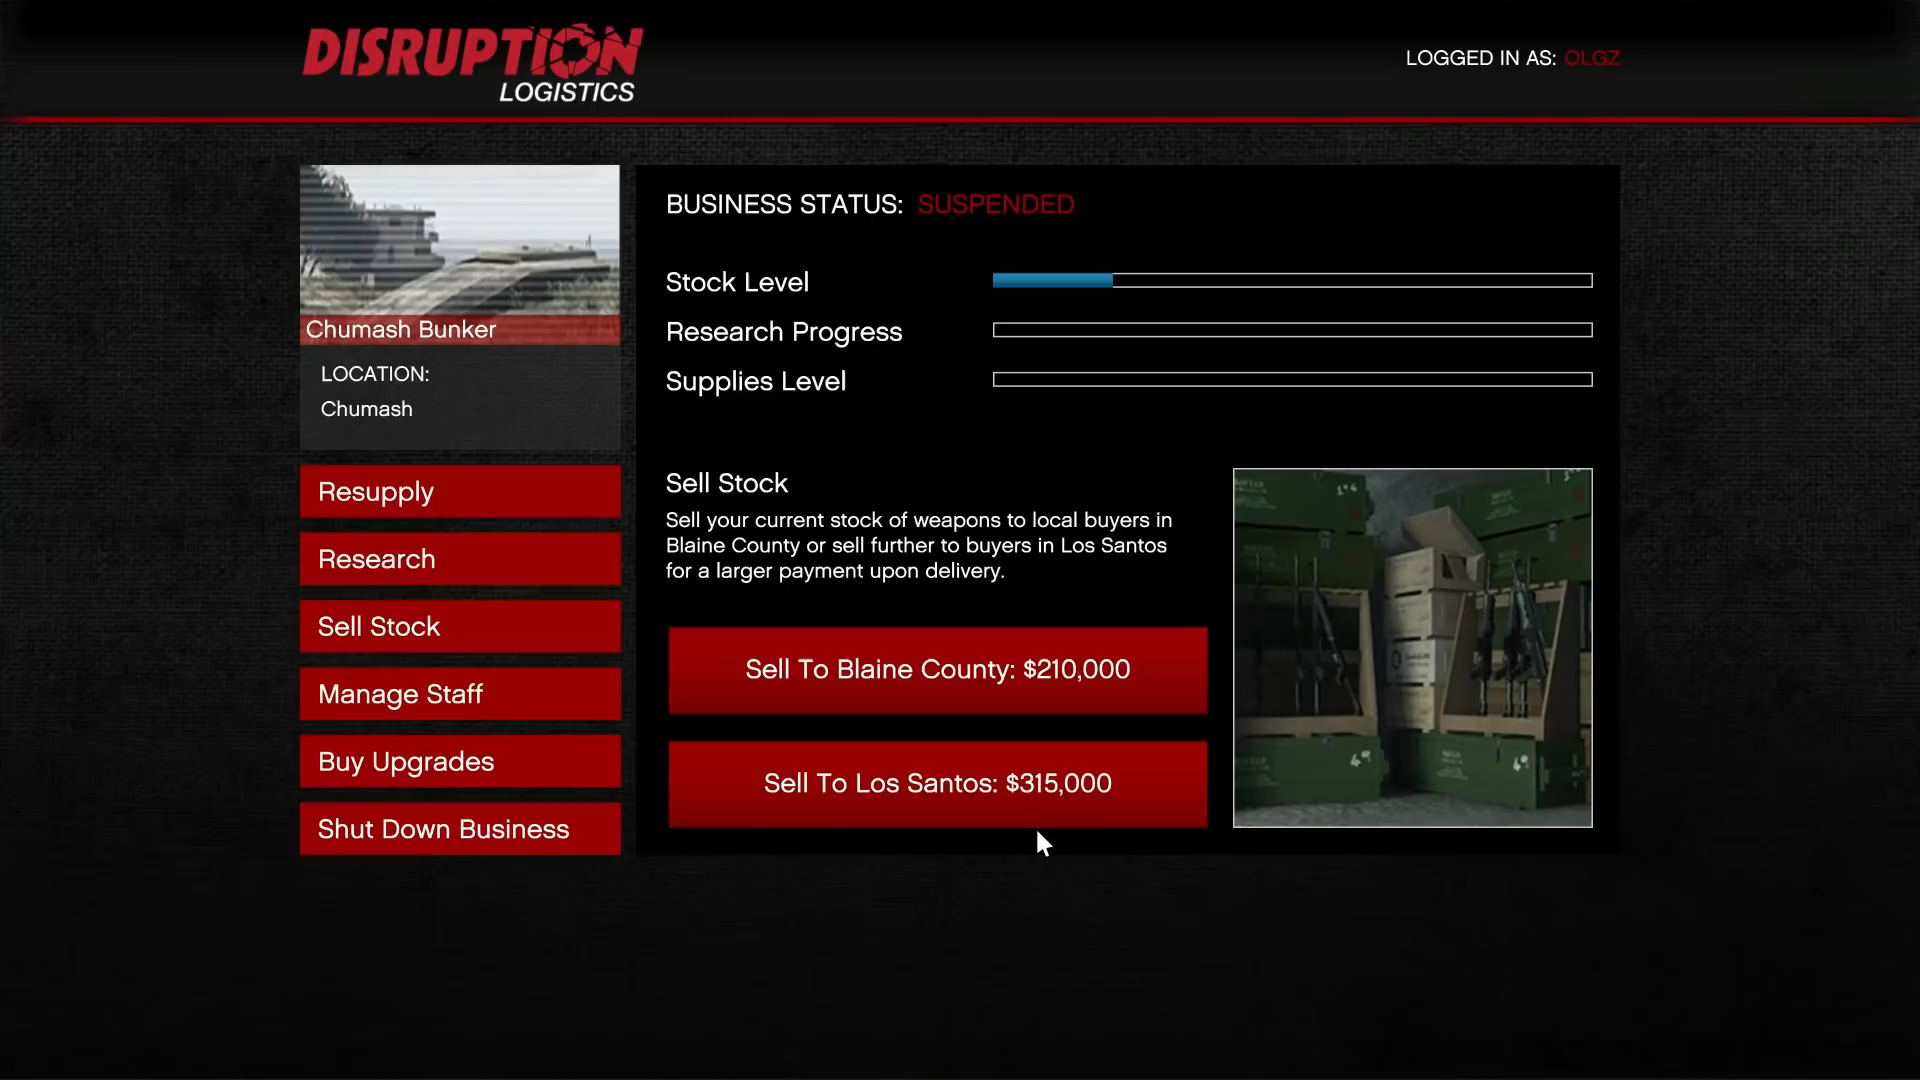 DISRUPTION
LOGISTICS
LOGGED IN AS: OLGZ
Chumash Bunker
LOCATION:
Chumash
Resupply
Research
Sell Stock
Manage Staff
Buy Upgrades
Shut Down Business
BUSINESS STATUS: SUSPENDED
Stock Level
Research Progress
Supplies Level
Sell Stock
Sell your current stock of weapons to local buyers in
Blaine County or sell further to buyers in Los Santos
for a larger payment upon delivery.
Sell To Blaine County: $210,000
Sell To Los Santos: $315,000